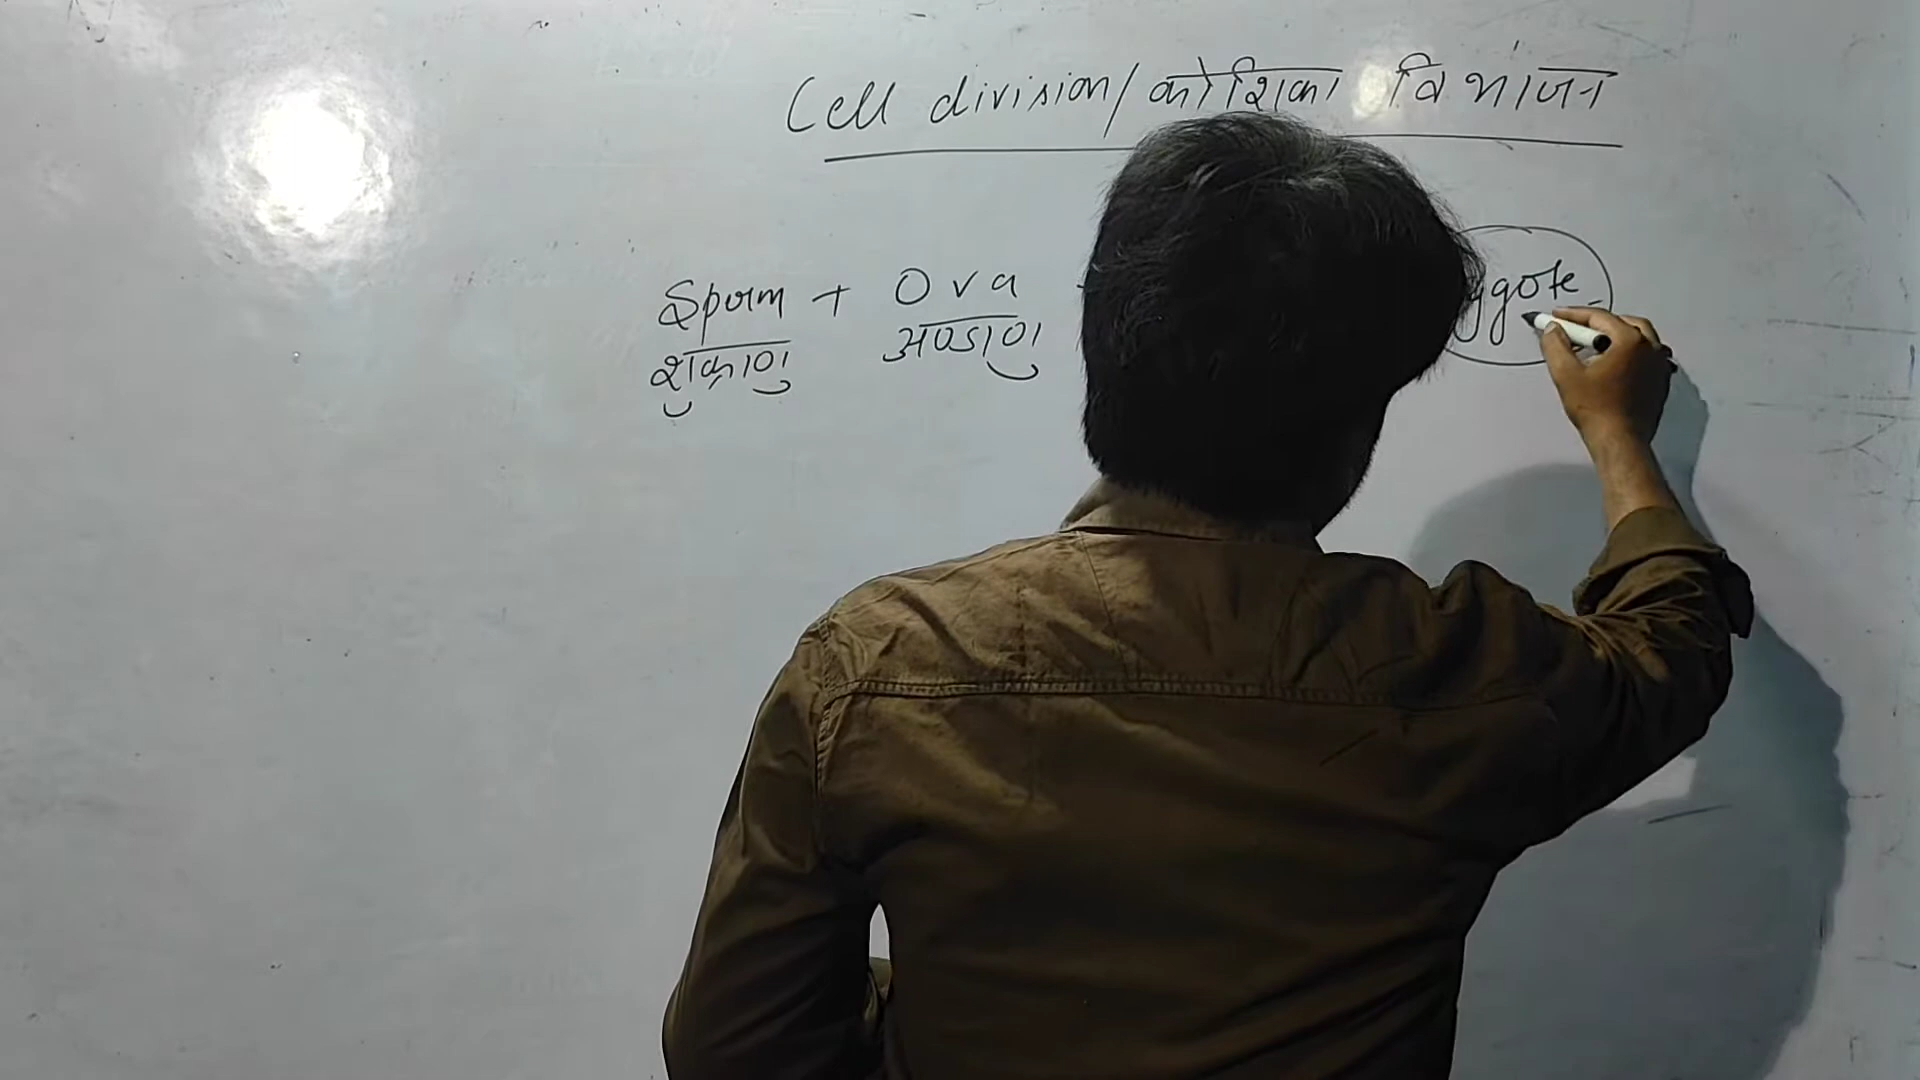 Cell division/कोशिका विभाजन
Sperm + Ova
शुक्राणु अण्डाणु